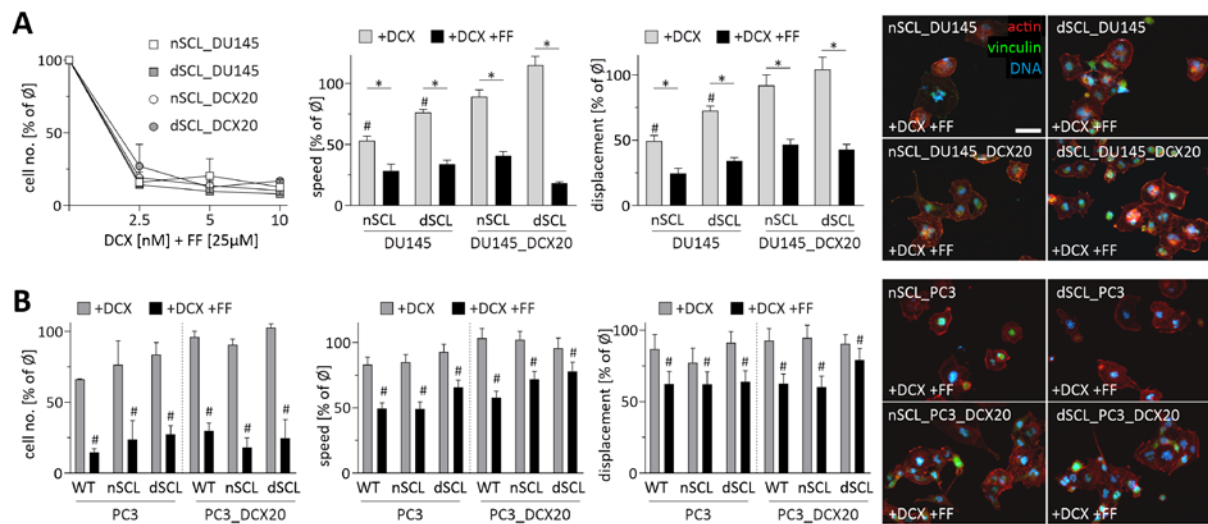 A
cell no. [% of Ø]
100
50
0
2.5
5
10
DCX [nM] + FF [25µM]
nSCL_DU145
dSCL_DU145
nSCL_DCX20
dSCL_DCX20
+DCX
+DCX +FF
speed [% of Ø]
100
50
0
*
*
*
*
#
#
nSCL
dSCL
nSCL
dSCL
DU145
DU145_DCX20
+DCX
+DCX +FF
displacement [% of Ø]
100
50
0
*
*
*
*
#
#
nSCL
dSCL
nSCL
dSCL
DU145
DU145_DCX20
nSCL_DU145
actin
vinculin
DNA
+DCX +FF
dSCL_DU145
+DCX +FF
nSCL_DU145_DCX20
+DCX +FF
dSCL_DU145_DCX20
+DCX +FF
B
+DCX
+DCX +FF
cell no. [% of Ø]
100
50
0
#
#
#
#
#
#
WT
nSCL
dSCL
WT
nSCL
dSCL
PC3
PC3_DCX20
+DCX
+DCX +FF
speed [% of Ø]
100
50
0
#
#
#
#
#
#
WT
nSCL
dSCL
WT
nSCL
dSCL
PC3
PC3_DCX20
+DCX
+DCX +FF
displacement [% of Ø]
100
50
0
#
#
#
#
#
#
WT
nSCL
dSCL
WT
nSCL
dSCL
PC3
PC3_DCX20
nSCL_PC3
+DCX +FF
dSCL_PC3
+DCX +FF
nSCL_PC3_DCX20
+DCX +FF
dSCL_PC3_DCX20
+DCX +FF